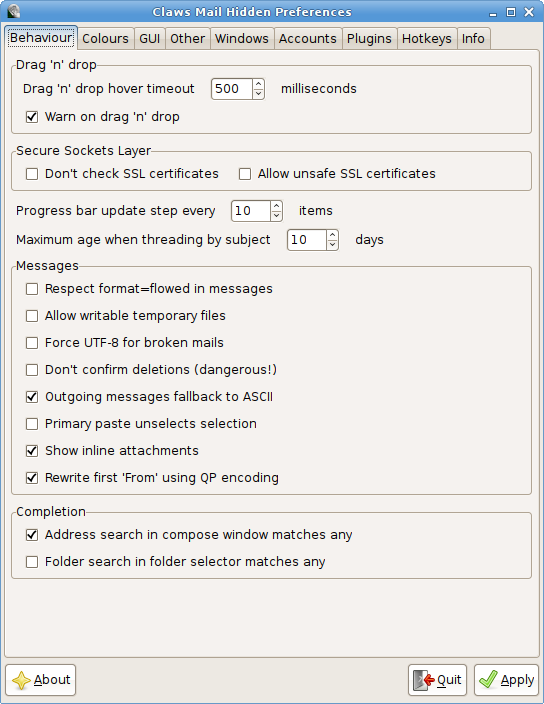 Claws Mail Hidden Preferences
Behaviour Colours GUI Other Windows Accounts Plugins Hotkeys Info
Drag 'n' drop
Drag 'n' drop hover timeout 500 milliseconds
Warn on drag 'n' drop
Secure Sockets Layer
Don't check SSL certificates Allow unsafe SSL certificates
Progress bar update step every 10 items
Maximum age when threading by subject 10 days
Messages
Respect format=flowed in messages
Allow writable temporary files
Force UTF-8 for broken mails
Don't confirm deletions (dangerous!)
Outgoing messages fallback to ASCII
Primary paste unselects selection
Show inline attachments
Rewrite first 'From' using QP encoding
Completion
Address search in compose window matches any
Folder search in folder selector matches any
About Quit Apply